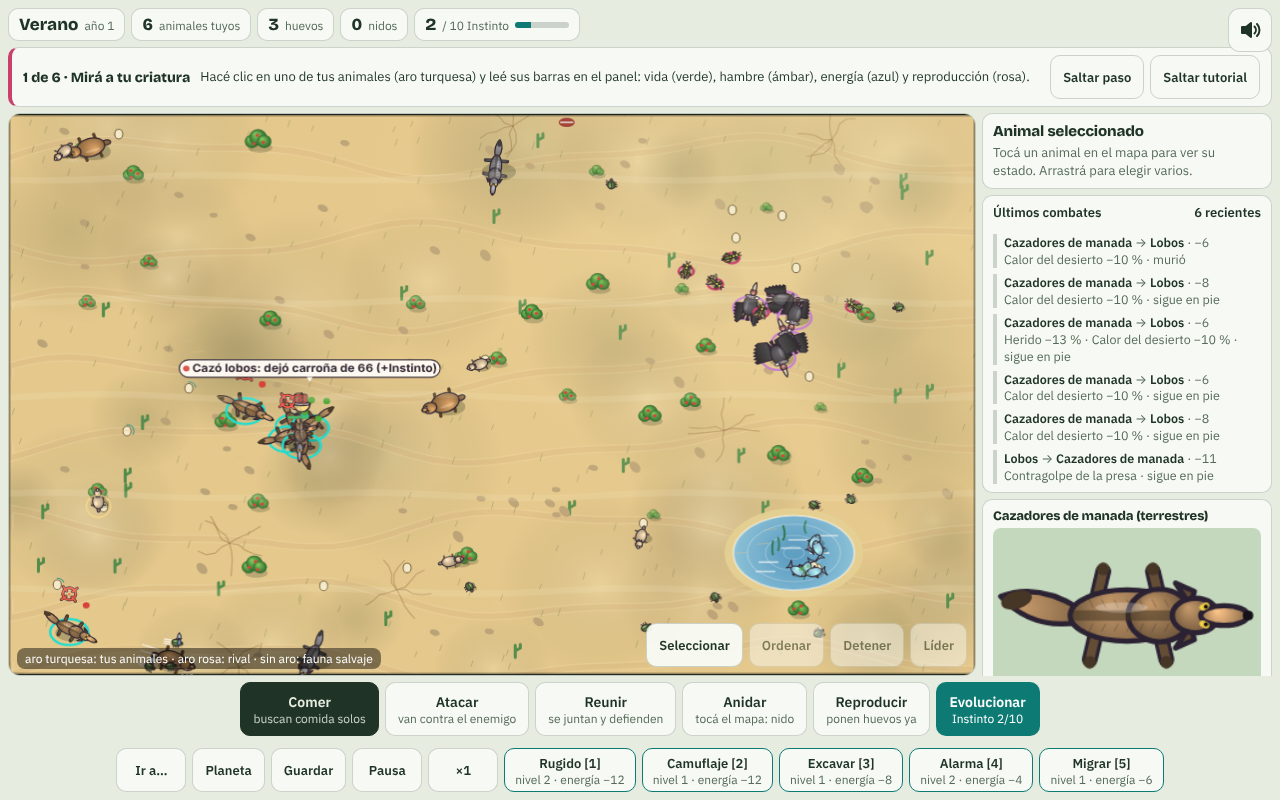 Verano año 1
6 animales tuyos
3 huevos
0 nidos
2 / 10 Instinto
1 de 6 · Mirá a tu criatura
Hacé clic en uno de tus animales (aro turquesa) y leé sus barras en el panel: vida (verde), hambre (ámbar), energía (azul) y reproducción (rosa).
Saltar paso
Saltar tutorial
Cazó lobos: dejó carroña de 66 (+Instinto)
aro turquesa: tus animales · aro rosa: rival · sin aro: fauna salvaje
Seleccionar
Ordenar
Detener
Líder
Animal seleccionado
Tocá un animal en el mapa para ver su
estado. Arrastrá para elegir varios.
Últimos combates
6 recientes
Cazadores de manada → Lobos · −6
Calor del desierto −10 % · murió
Cazadores de manada → Lobos · −8
Calor del desierto −10 % · sigue en pie
Cazadores de manada → Lobos · −6
Herido −13 % · Calor del desierto −10 % ·
sigue en pie
Cazadores de manada → Lobos · −6
Calor del desierto −10 % · sigue en pie
Cazadores de manada → Lobos · −8
Calor del desierto −10 % · sigue en pie
Lobos → Cazadores de manada · −11
Contragolpe de la presa · sigue en pie
Cazadores de manada (terrestres)
Comer
buscan comida solos
Atacar
van contra el enemigo
Reunir
se juntan y defienden
Anidar
tocá el mapa: nido
Reproducir
ponen huevos ya
Evolucionar
Instinto 2/10
Ir a...
Planeta
Guardar
Pausa
×1
Rugido [1]
nivel 2 · energía −12
Camuflaje [2]
nivel 1 · energía −12
Excavar [3]
nivel 1 · energía −8
Alarma [4]
nivel 2 · energía −4
Migrar [5]
nivel 1 · energía −6